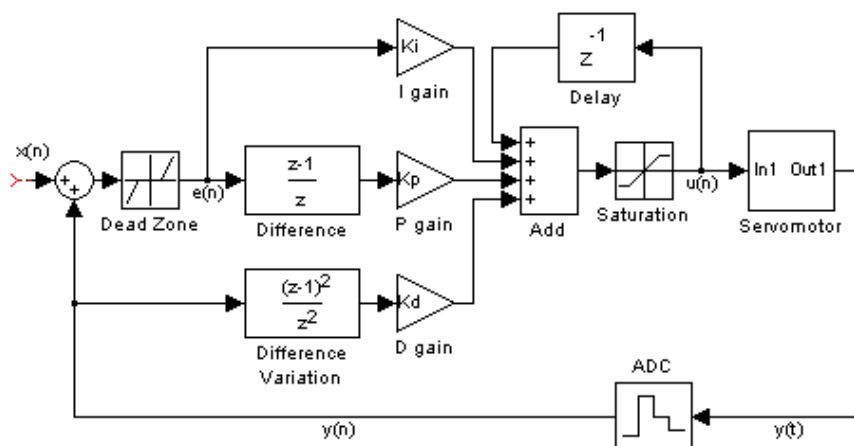 x(n)
+
+
Dead Zone
e(n)
Ki
I gain
z-1
z
Difference
Kp
P gain
(z-1)2
z2
Difference
Variation
Kd
D gain
-1
Z
Delay
+
+
+
+
Add
Saturation
u(n)
In1 Out1
Servomotor
ADC
y(n)
y(t)